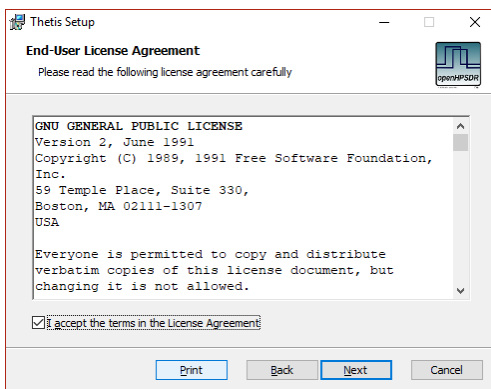 Thetis Setup
End-User License Agreement
Please read the following license agreement carefully
openHPSDR
GNU GENERAL PUBLIC LICENSE
Version 2, June 1991
Copyright (C) 1989, 1991 Free Software Foundation,
Inc.
59 Temple Place, Suite 330,
Boston, MA 02111-1307
USA
Everyone is permitted to copy and distribute
verbatim copies of this license document, but
changing it is not allowed.
I accept the terms in the License Agreement
Print Back Next Cancel